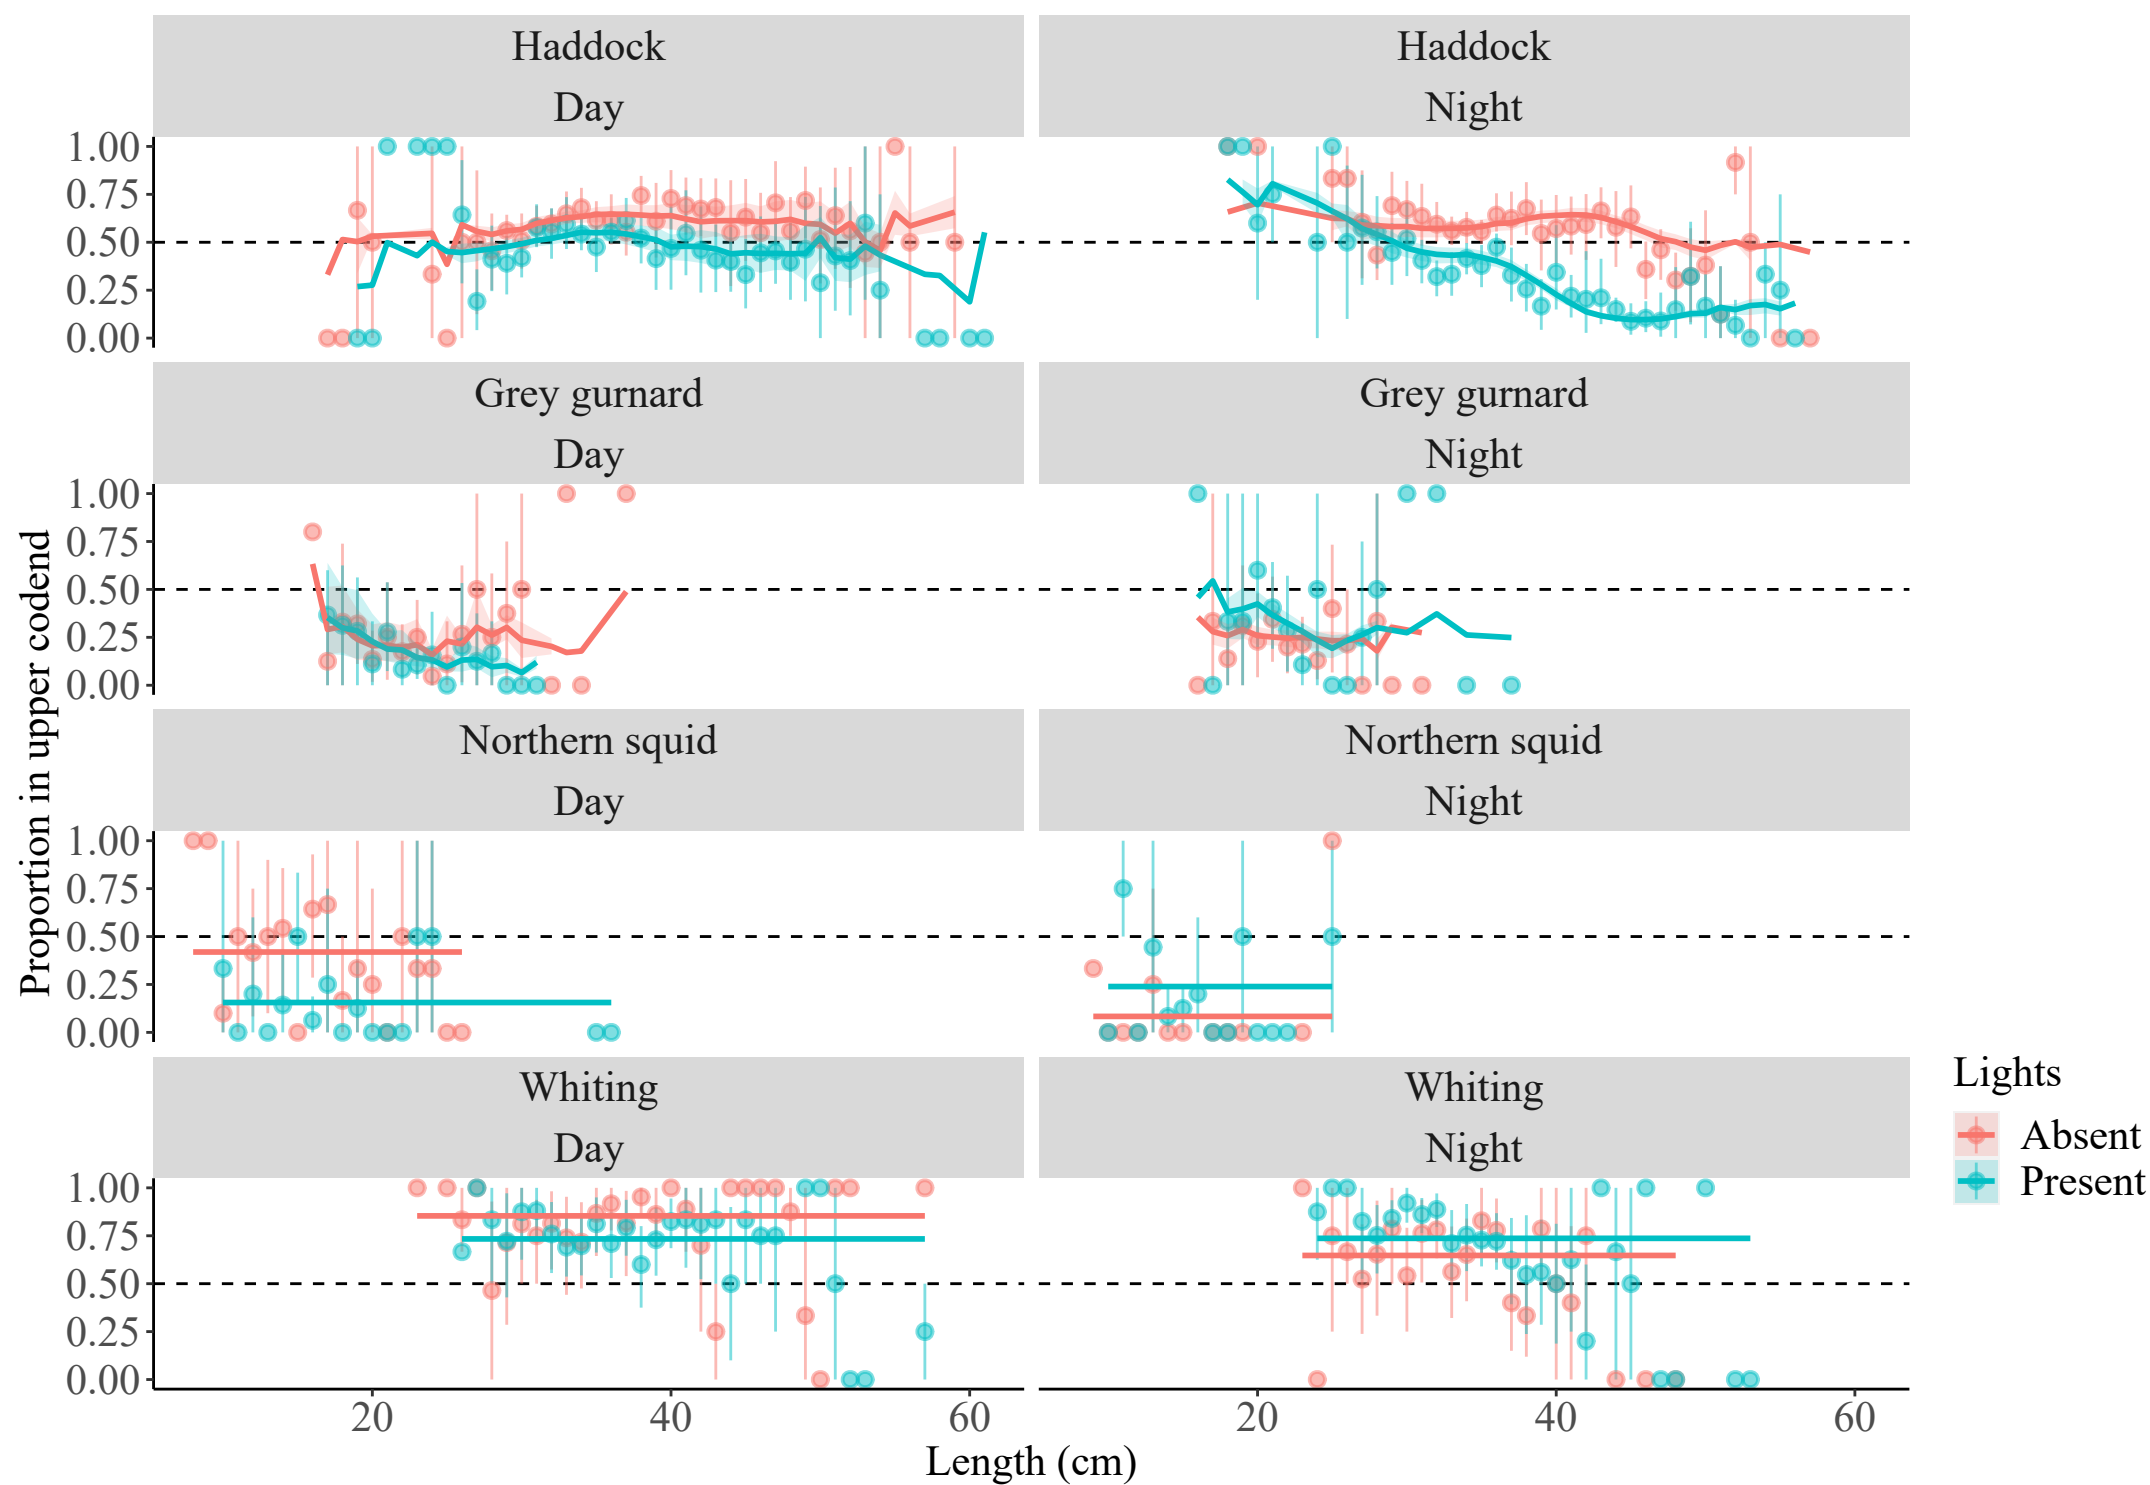 Haddock
Haddock
Day
Night
1.00
0.75
0.50
0.25
0.00
Grey gurnard
Grey gurnard
Day
Night
1.00
0.75
0.50
0.25
0.00
Proportion in upper codend
Northern squid
Northern squid
Day
Night
1.00
0.75
0.50
0.25
0.00
Whiting
Whiting
Day
Night
1.00
0.75
0.50
0.25
0.00
20
40
60
20
40
60
Length (cm)
Lights
Absent
Present